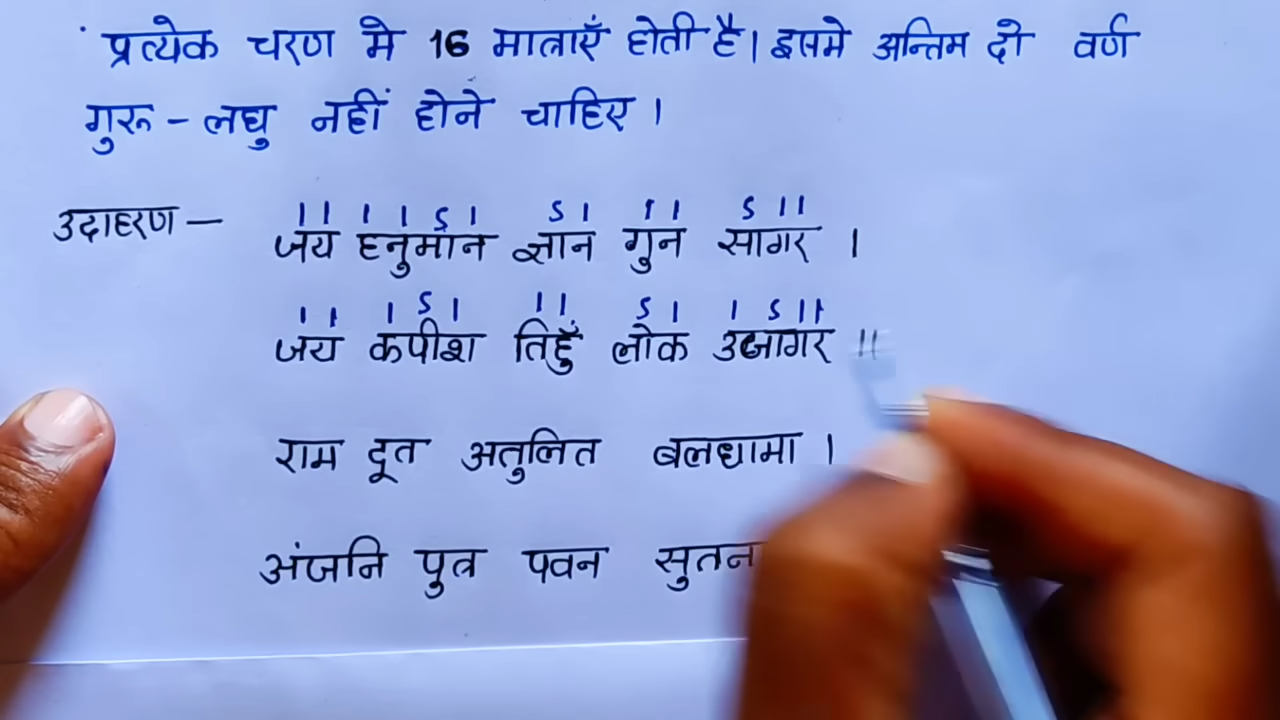 प्रत्येक चरण मे 16 मात्राएँ होती है। इसमे अन्तिम दो वर्ण
गुरू - लघु नहीं होने चाहिए ।
उदाहरण —
। । । । ऽ । ऽ । । । ऽ । ।
जय हनुमान ज्ञान गुन सागर ।
। । । ऽ । । । ऽ । । ऽ । ।
जय कपीश तिहुँ लोक उजागर ॥
राम दूत अतुलित बलधामा ।
अंजनि पुत्र पवन